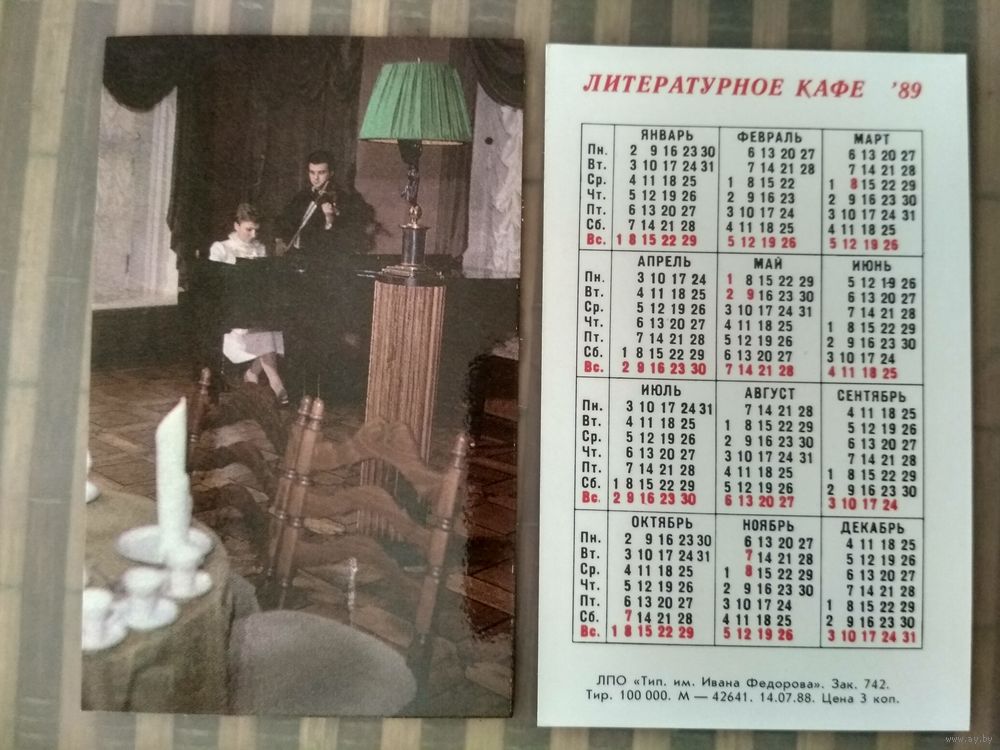 ЛИТЕРАТУРНОЕ КАФЕ '89
ЯНВАРЬ ФЕВРАЛЬ МАРТ
Пн. 2 9 16 23 30 6 13 20 27 6 13 20 27
Вт. 3 10 17 24 31 7 14 21 28 7 14 21 28
Ср. 4 11 18 25 1 8 15 22 1 8 15 22 29
Чт. 5 12 19 26 2 9 16 23 2 9 16 23 30
Пт. 6 13 20 27 3 10 17 24 3 10 17 24 31
Сб. 7 14 21 28 4 11 18 25 4 11 18 25
Вс. 1 8 15 22 29 5 12 19 26 5 12 19 26
АПРЕЛЬ МАЙ ИЮНЬ
Пн. 3 10 17 24 1 8 15 22 29 5 12 19 26
Вт. 4 11 18 25 2 9 16 23 30 6 13 20 27
Ср. 5 12 19 26 3 10 17 24 31 7 14 21 28
Чт. 6 13 20 27 4 11 18 25 1 8 15 22 29
Пт. 7 14 21 28 5 12 19 26 2 9 16 23 30
Сб. 1 8 15 22 29 6 13 20 27 3 10 17 24
Вс. 2 9 16 23 30 7 14 21 28 4 11 18 25
ИЮЛЬ АВГУСТ СЕНТЯБРЬ
Пн. 3 10 17 24 31 7 14 21 28 4 11 18 25
Вт. 4 11 18 25 1 8 15 22 29 5 12 19 26
Ср. 5 12 19 26 2 9 16 23 30 6 13 20 27
Чт. 6 13 20 27 3 10 17 24 31 7 14 21 28
Пт. 7 14 21 28 4 11 18 25 1 8 15 22 29
Сб. 1 8 15 22 29 5 12 19 26 2 9 16 23 30
Вс. 2 9 16 23 30 6 13 20 27 3 10 17 24
ОКТЯБРЬ НОЯБРЬ ДЕКАБРЬ
Пн. 2 9 16 23 30 6 13 20 27 4 11 18 25
Вт. 3 10 17 24 31 7 14 21 28 5 12 19 26
Ср. 4 11 18 25 1 8 15 22 29 6 13 20 27
Чт. 5 12 19 26 2 9 16 23 30 7 14 21 28
Пт. 6 13 20 27 3 10 17 24 1 8 15 22 29
Сб. 7 14 21 28 4 11 18 25 2 9 16 23 30
Вс. 1 8 15 22 29 5 12 19 26 3 10 17 24 31
ЛПО «Тип. им. Ивана Федорова». Зак. 742.
Тир. 100 000. М — 42641. 14.07.88. Цена 3 коп.
www.ay.by